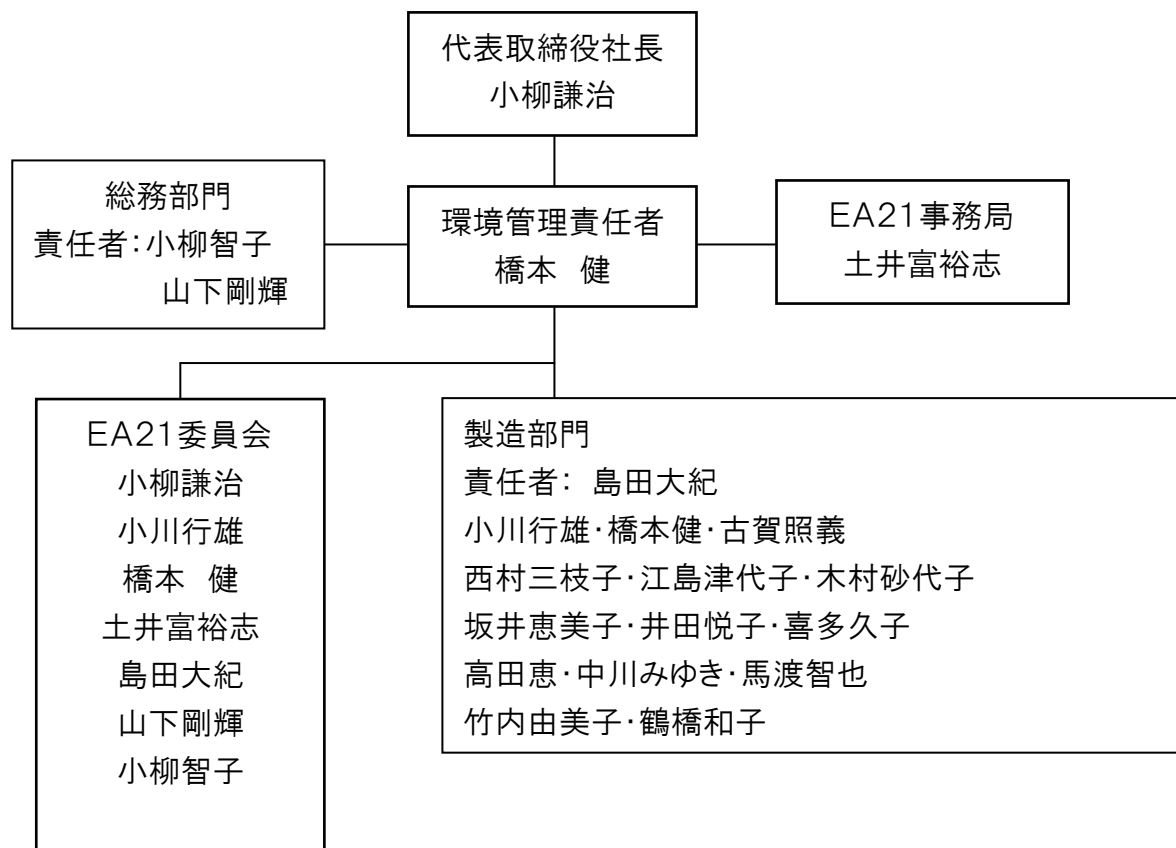 代表取締役社長
小柳謙治
総務部門
責任者:小柳智子
山下剛輝
環境管理責任者
橋本　健
EA21事務局
土井富裕志
EA21委員会
小柳謙治
小川行雄
橋本　健
土井富裕志
島田大紀
山下剛輝
小柳智子
製造部門
責任者: 島田大紀
小川行雄・橋本健・古賀照義
西村三枝子・江島津代子・木村砂代子
坂井恵美子・井田悦子・喜多久子
高田恵・中川みゆき・馬渡智也
竹内由美子・鶴橋和子